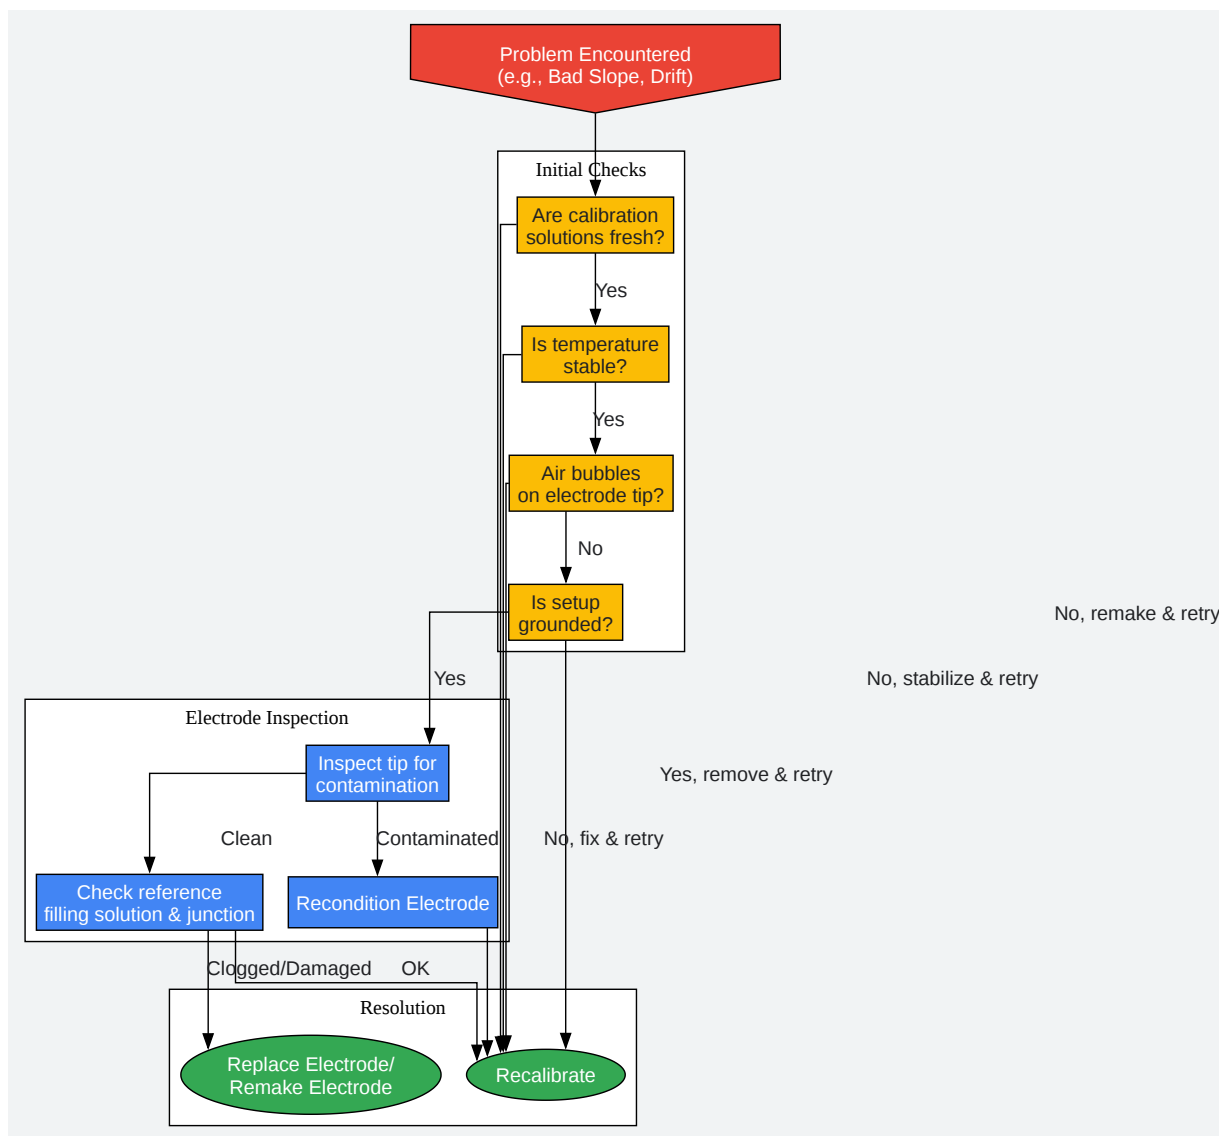 Problem Encountered
(e.g., Bad Slope, Drift)
Initial Checks
Are calibration
solutions fresh?
Yes
Is temperature
stable?
Yes
Air bubbles
on electrode tip?
No
Is setup
grounded?
No, remake & retry
Yes
No, stabilize & retry
Electrode Inspection
Inspect tip for
contamination
Yes, remove & retry
Clean
Contaminated
No, fix & retry
Check reference
filling solution & junction
Recondition Electrode
Clogged/Damaged
OK
Resolution
Replace Electrode/
Remake Electrode
Recalibrate